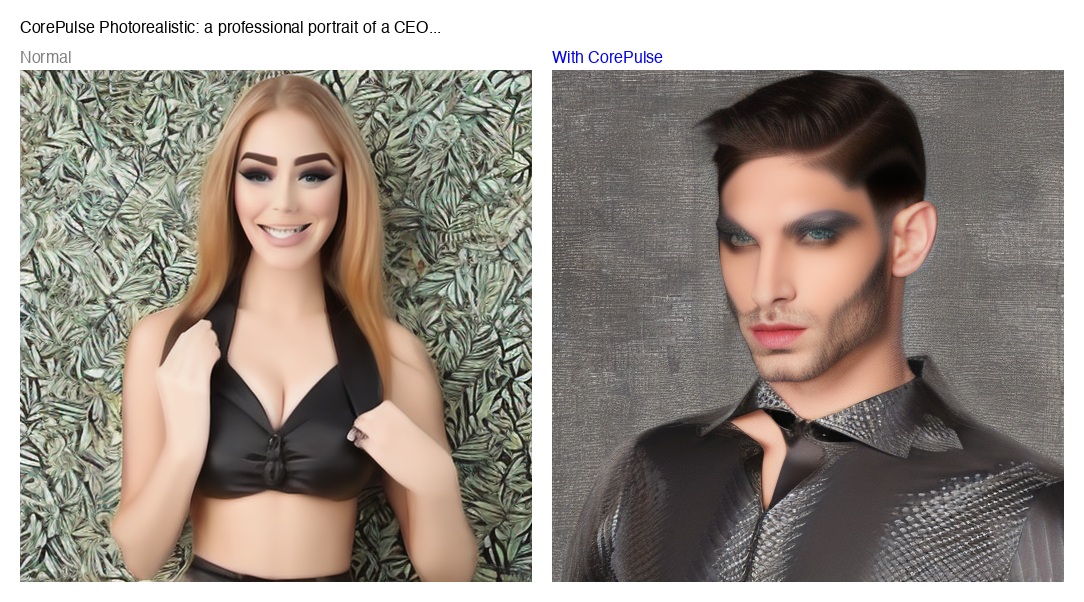 CorePulse Photorealistic: a professional portrait of a CEO...
Normal
With CorePulse